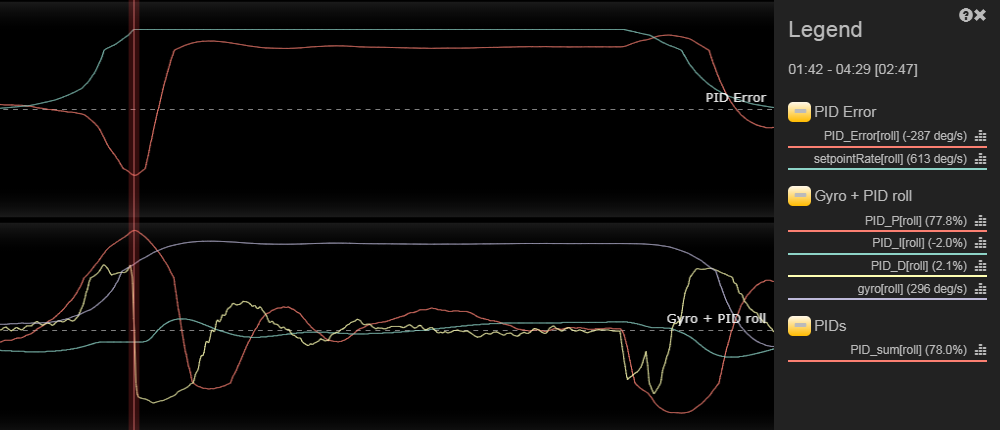 PID Error
Gyro + PID roll
Legend
01:42 - 04:29 [02:47]
PID Error
PID_Error[roll] (-287 deg/s)
setpointRate[roll] (613 deg/s)
Gyro + PID roll
PID_P[roll] (77.8%)
PID_I[roll] (-2.0%)
PID_D[roll] (2.1%)
gyro[roll] (296 deg/s)
PIDs
PID_sum[roll] (78.0%)